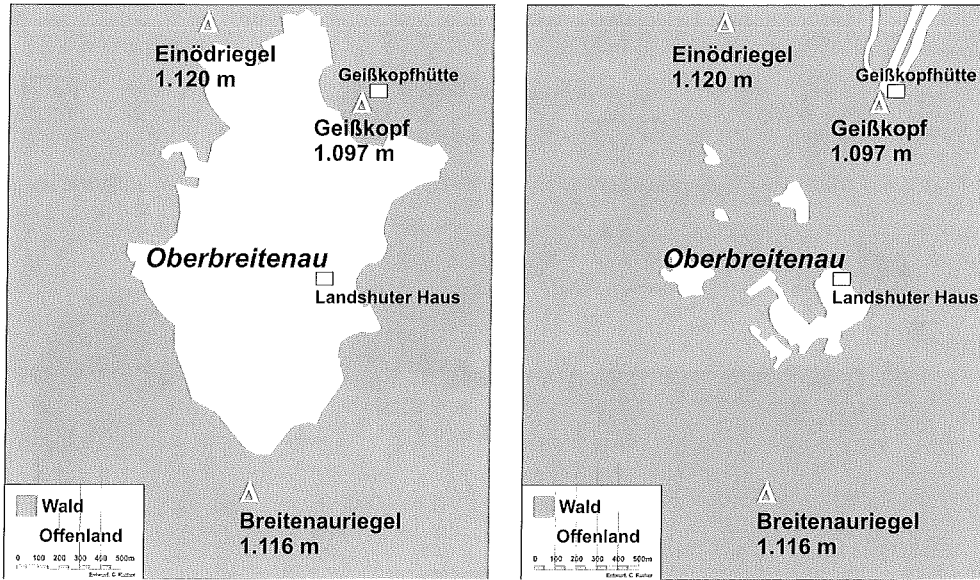 Einödriegel
1.120 m
Geißkopfhütte
Geißkopf
1.097 m
Oberbreitenau
Landshuter Haus
Breitenauriegel
1.116 m
Wald
Offenland
0 100 200 300 400 500m
Einödriegel
1.120 m
Geißkopfhütte
Geißkopf
1.097 m
Oberbreitenau
Landshuter Haus
Breitenauriegel
1.116 m
Wald
Offenland
0 100 200 300 400 500m